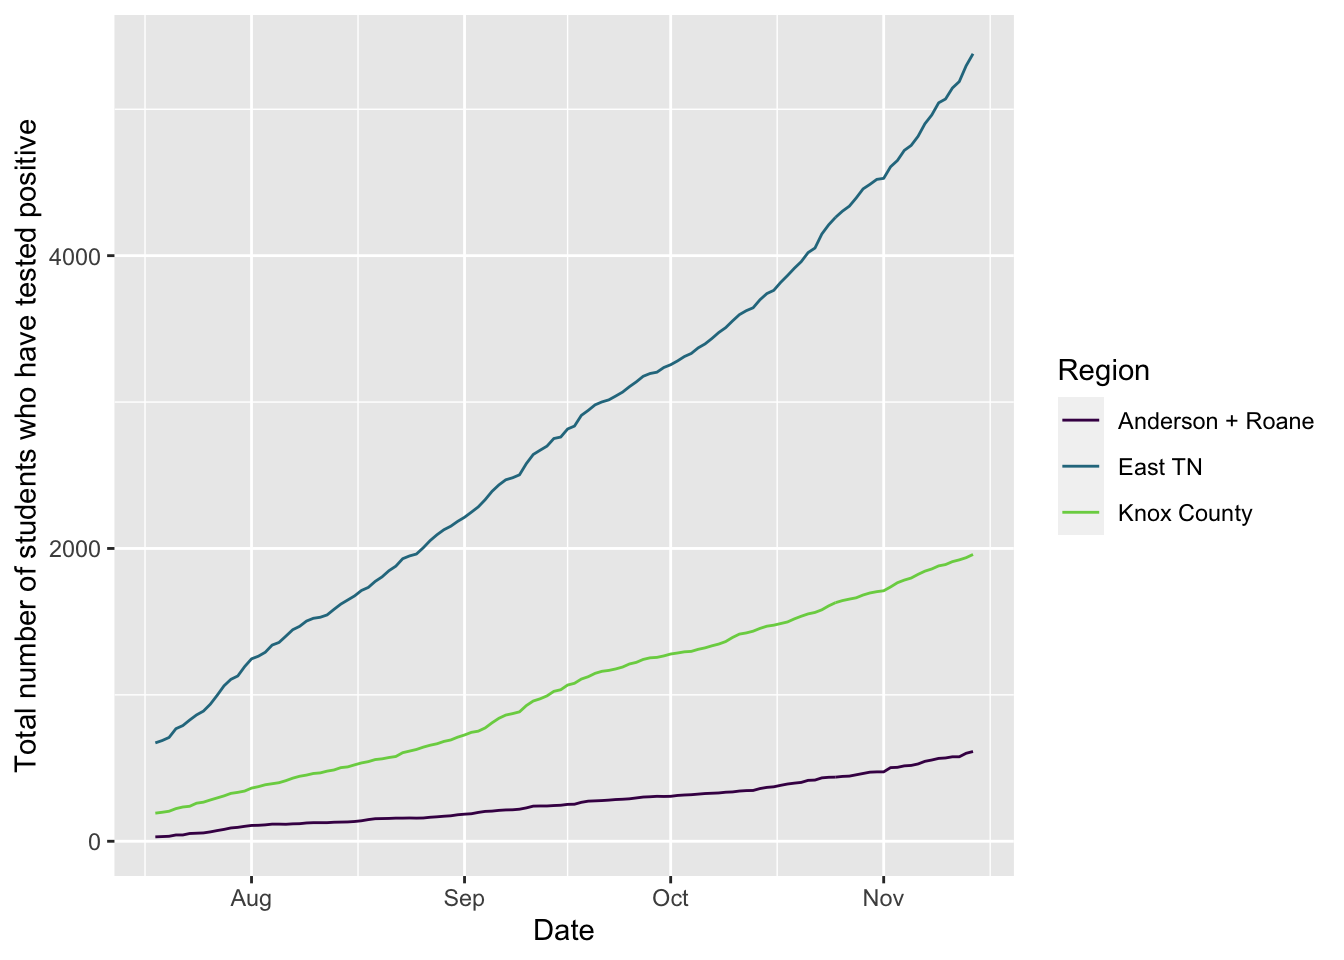 Total number of students who have tested positive
4000
2000
0
Aug Sep Oct Nov
Date
Region
Anderson + Roane
East TN
Knox County